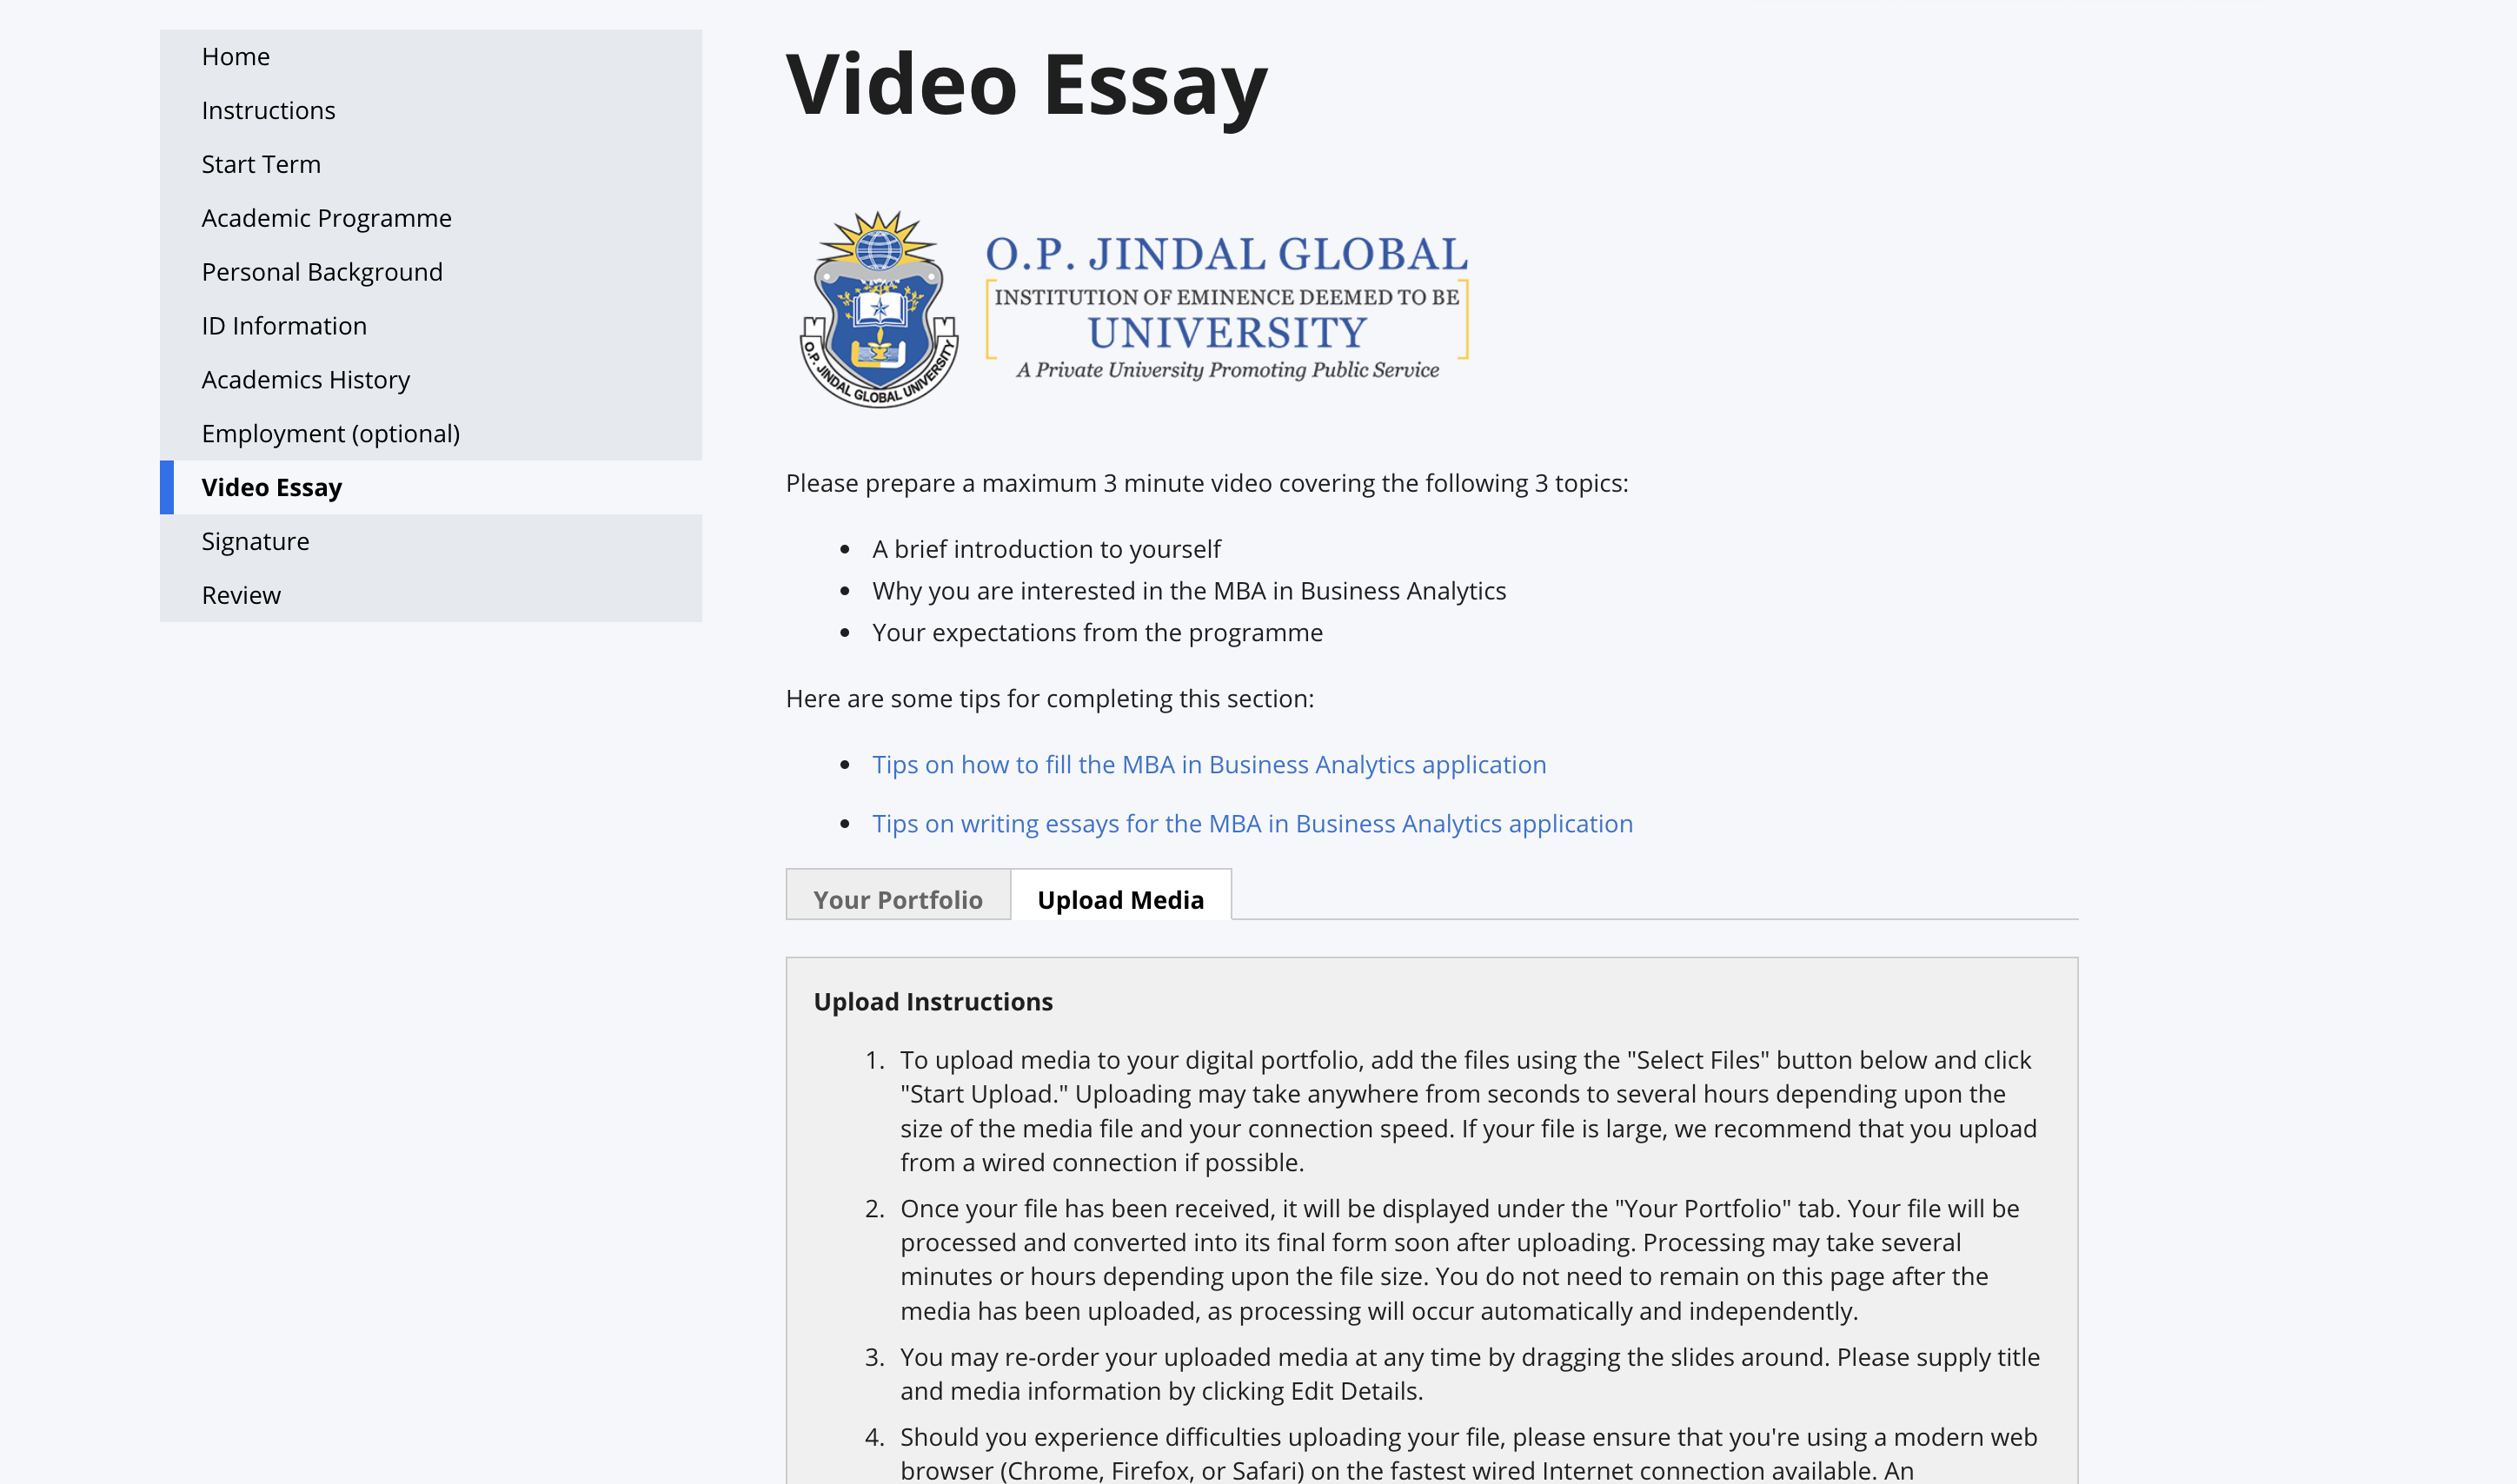 Home
Instructions
Start Term
Academic Programme
Personal Background
ID Information
Academics History
Employment (optional)
Video Essay
Signature
Review
Video Essay
O.P. JINDAL GLOBAL UNIVERSITY
O.P. JINDAL GLOBAL
INSTITUTION OF EMINENCE DEEMED TO BE
UNIVERSITY
A Private University Promoting Public Service
Please prepare a maximum 3 minute video covering the following 3 topics:
• A brief introduction to yourself
• Why you are interested in the MBA in Business Analytics
• Your expectations from the programme
Here are some tips for completing this section:
• Tips on how to fill the MBA in Business Analytics application
• Tips on writing essays for the MBA in Business Analytics application
Your Portfolio
Upload Media
Upload Instructions
1. To upload media to your digital portfolio, add the files using the "Select Files" button below and click
"Start Upload." Uploading may take anywhere from seconds to several hours depending upon the
size of the media file and your connection speed. If your file is large, we recommend that you upload
from a wired connection if possible.
2. Once your file has been received, it will be displayed under the "Your Portfolio" tab. Your file will be
processed and converted into its final form soon after uploading. Processing may take several
minutes or hours depending upon the file size. You do not need to remain on this page after the
media has been uploaded, as processing will occur automatically and independently.
3. You may re-order your uploaded media at any time by dragging the slides around. Please supply title
and media information by clicking Edit Details.
4. Should you experience difficulties uploading your file, please ensure that you're using a modern web
browser (Chrome, Firefox, or Safari) on the fastest wired Internet connection available. An